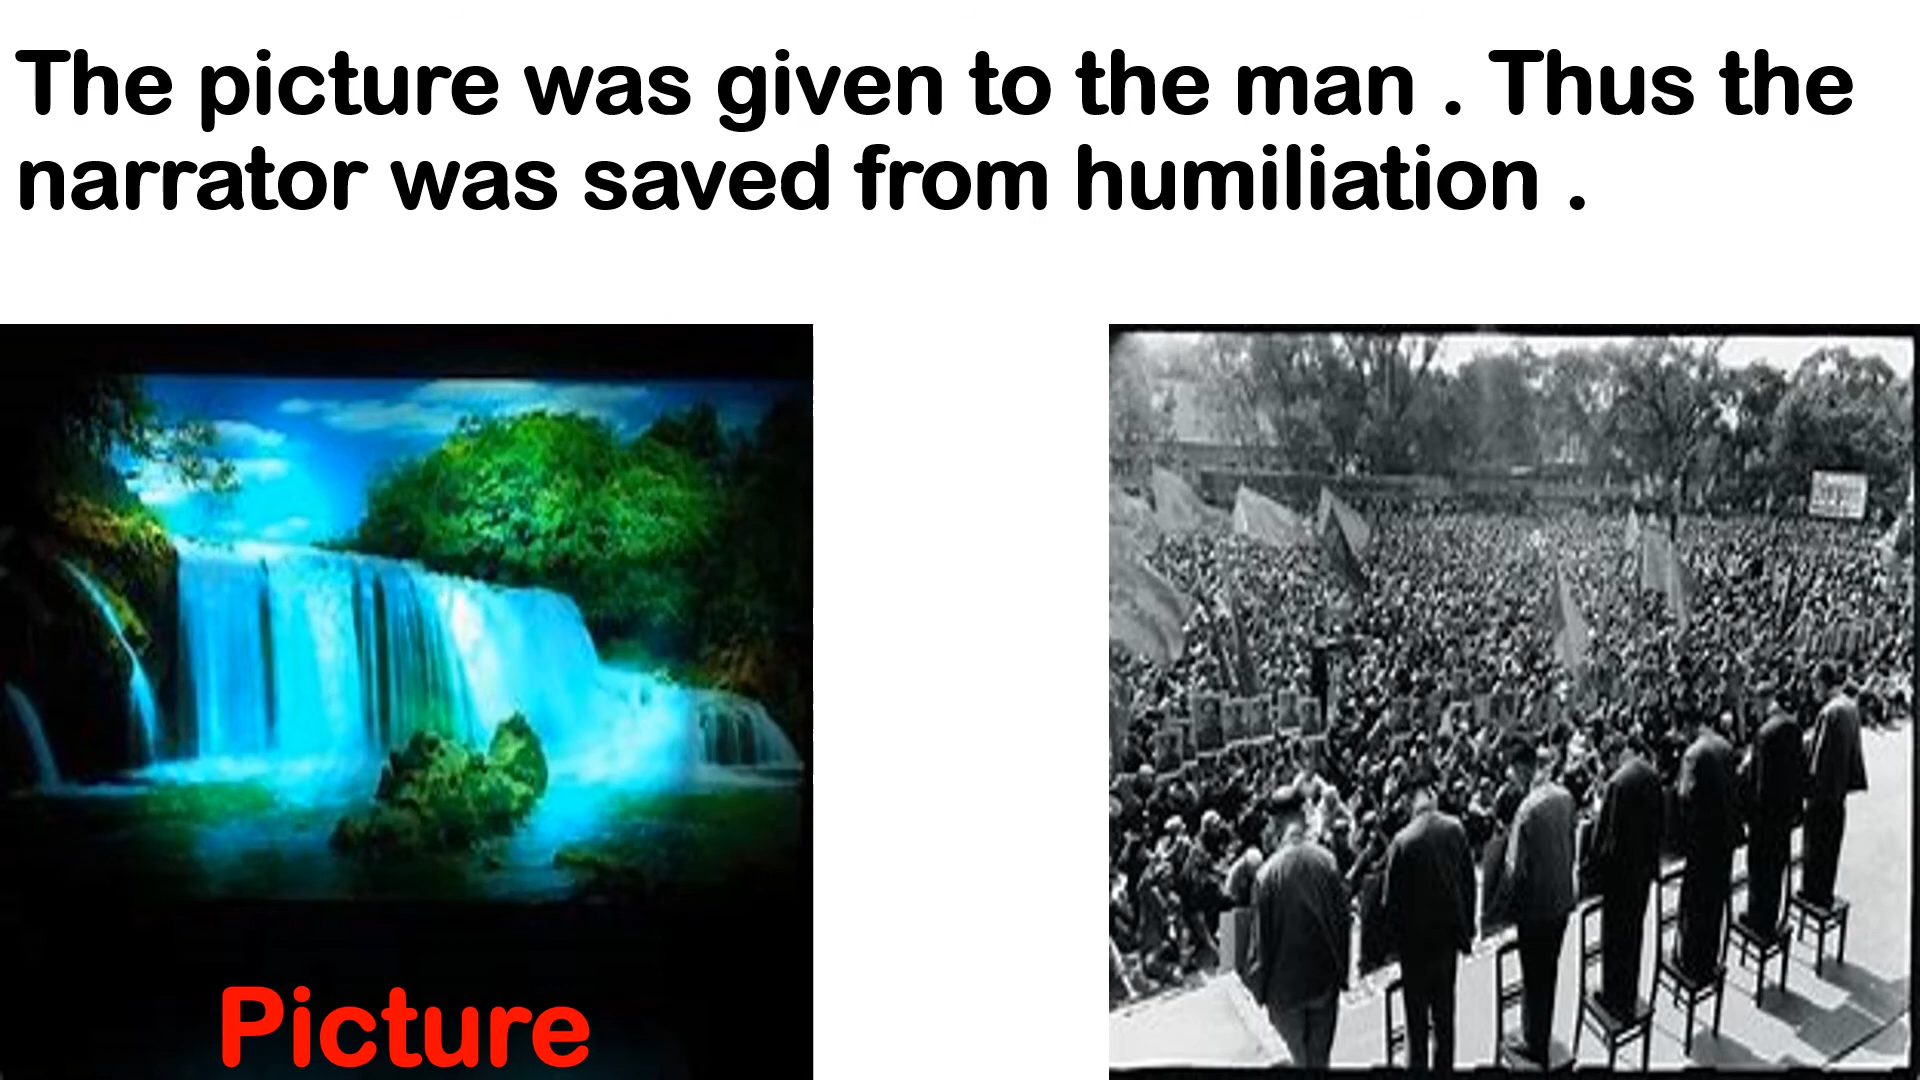 The picture was given to the man . Thus the
narrator was saved from humiliation .
Picture